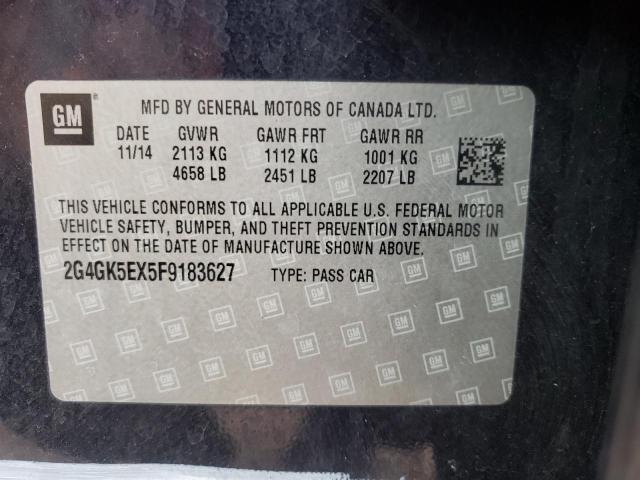 GM
MFD BY GENERAL MOTORS OF CANADA LTD.
DATE GVWR GAWR FRT GAWR RR
11/14 2113 KG 1112 KG 1001 KG
4658 LB 2451 LB 2207 LB
THIS VEHICLE CONFORMS TO ALL APPLICABLE U.S. FEDERAL MOTOR
VEHICLE SAFETY, BUMPER, AND THEFT PREVENTION STANDARDS IN
EFFECT ON THE DATE OF MANUFACTURE SHOWN ABOVE.
2G4GK5EX5F9183627 TYPE: PASS CAR